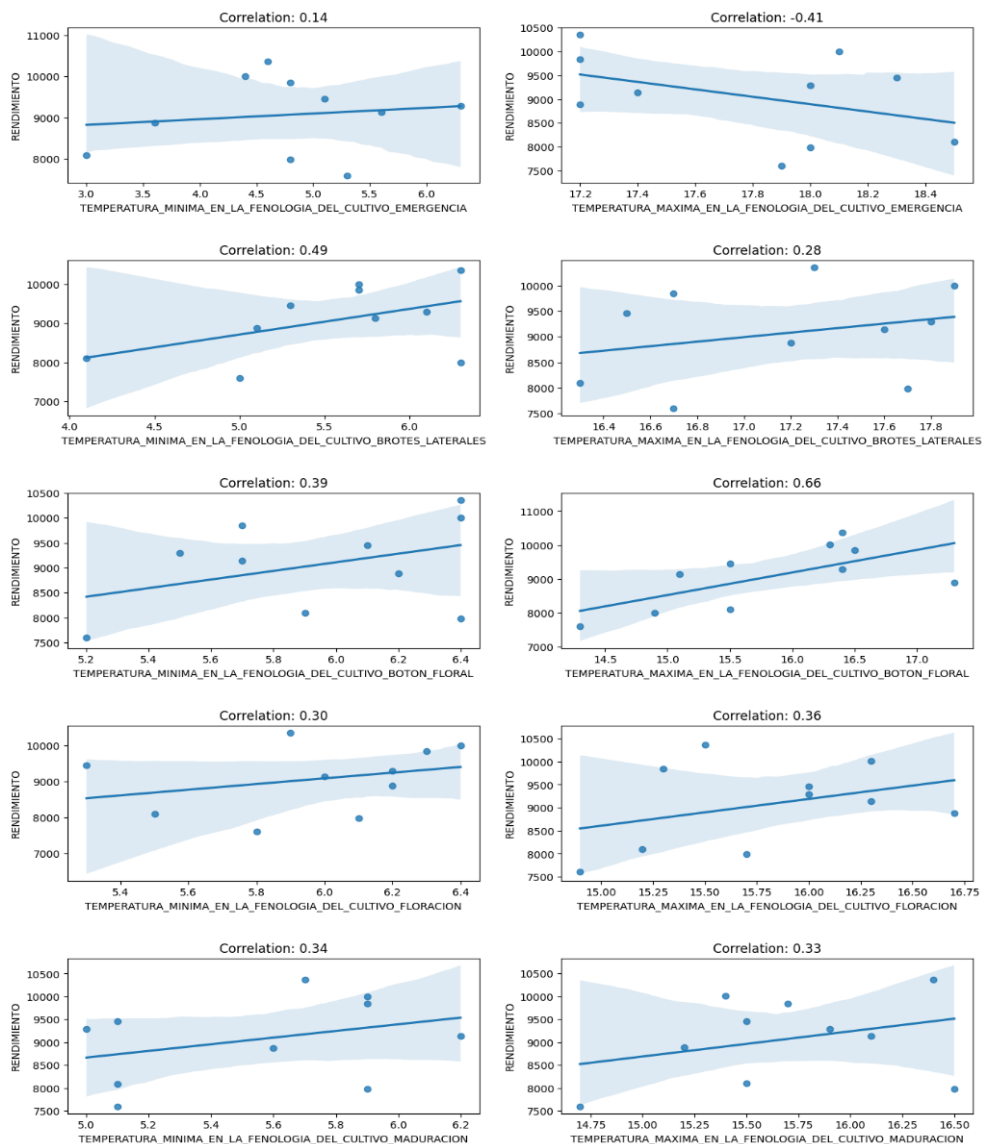 Correlation: 0.14
RENDIMIENTO
11000
10000
9000
8000
3.0 3.5 4.0 4.5 5.0 5.5 6.0
TEMPERATURA_MINIMA_EN_LA_FENOLOGIA_DEL_CULTIVO_EMERGENCIA
Correlation: -0.41
RENDIMIENTO
10500
10000
9500
9000
8500
8000
7500
17.2 17.4 17.6 17.8 18.0 18.2 18.4
TEMPERATURA_MAXIMA_EN_LA_FENOLOGIA_DEL_CULTIVO_EMERGENCIA
Correlation: 0.49
RENDIMIENTO
10000
9000
8000
7000
4.0 4.5 5.0 5.5 6.0
TEMPERATURA_MINIMA_EN_LA_FENOLOGIA_DEL_CULTIVO_BROTES_LATERALES
Correlation: 0.28
RENDIMIENTO
10500
10000
9500
9000
8500
8000
7500
16.4 16.6 16.8 17.0 17.2 17.4 17.6 17.8
TEMPERATURA_MAXIMA_EN_LA_FENOLOGIA_DEL_CULTIVO_BROTES_LATERALES
Correlation: 0.39
RENDIMIENTO
10500
10000
9500
9000
8500
8000
7500
5.2 5.4 5.6 5.8 6.0 6.2 6.4
TEMPERATURA_MINIMA_EN_LA_FENOLOGIA_DEL_CULTIVO_BOTON_FLORAL
Correlation: 0.66
RENDIMIENTO
11000
10000
9000
8000
7000
14.5 15.0 15.5 16.0 16.5 17.0
TEMPERATURA_MAXIMA_EN_LA_FENOLOGIA_DEL_CULTIVO_BOTON_FLORAL
Correlation: 0.30
RENDIMIENTO
10000
9000
8000
7000
5.4 5.6 5.8 6.0 6.2 6.4
TEMPERATURA_MINIMA_EN_LA_FENOLOGIA_DEL_CULTIVO_FLORACION
Correlation: 0.36
RENDIMIENTO
10500
10000
9500
9000
8500
8000
7500
15.00 15.25 15.50 15.75 16.00 16.25 16.50 16.75
TEMPERATURA_MAXIMA_EN_LA_FENOLOGIA_DEL_CULTIVO_FLORACION
Correlation: 0.34
RENDIMIENTO
10500
10000
9500
9000
8500
8000
7500
5.0 5.2 5.4 5.6 5.8 6.0 6.2
TEMPERATURA_MINIMA_EN_LA_FENOLOGIA_DEL_CULTIVO_MADURACION
Correlation: 0.33
RENDIMIENTO
10500
10000
9500
9000
8500
8000
7500
14.75 15.00 15.25 15.50 15.75 16.00 16.25 16.50
TEMPERATURA_MAXIMA_EN_LA_FENOLOGIA_DEL_CULTIVO_MADURACION